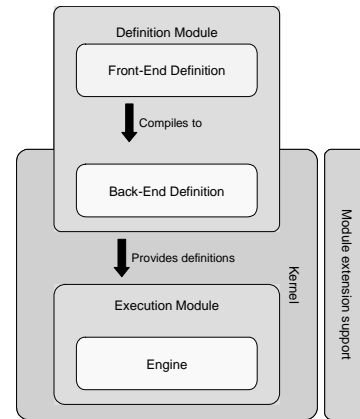 Definition Module
Front-End Definition
Compiles to
Back-End Definition
Provides definitions
Execution Module
Engine
Kernel
Module extension support